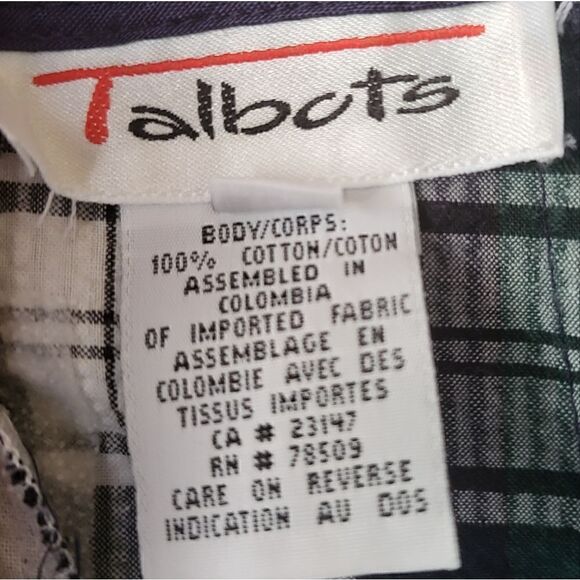 Talbots
BODY/CORPS:
100% COTTON/COTON
ASSEMBLED IN
COLOMBIA
OF IMPORTED FABRIC
ASSEMBLAGE EN
COLOMBIE AVEC DES
TISSUS IMPORTES
CA # 23147
RN # 78509
CARE ON REVERSE
INDICATION AU DOS